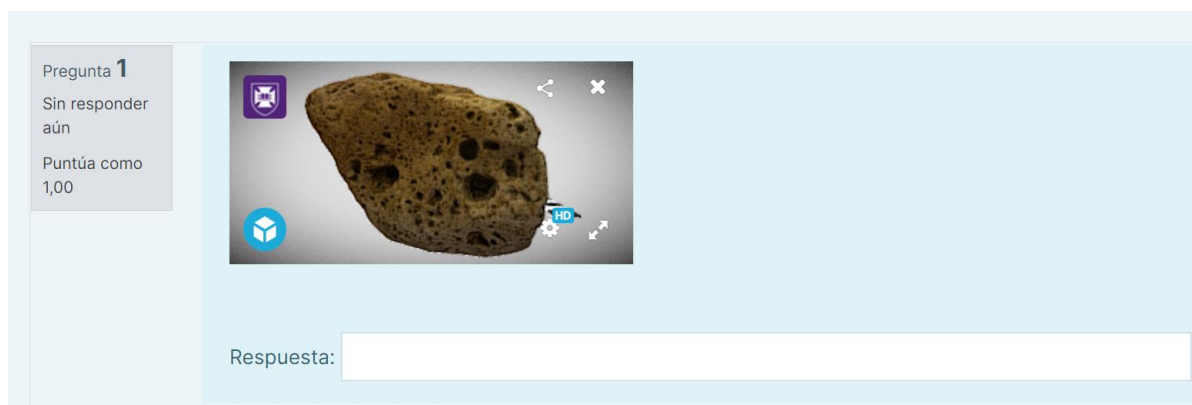 Pregunta 1
Sin responder
aún
Puntúa como
1,00
HD
Respuesta: